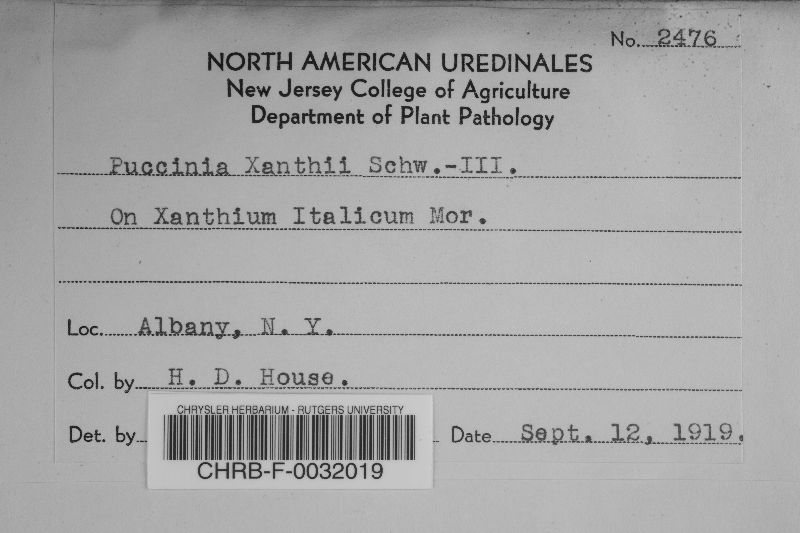 No. 2476
NORTH AMERICAN UREDINALES
New Jersey College of Agriculture
Department of Plant Pathology
Puccinia Xanthii Schw.-III.
On Xanthium Italicum Mor.
Loc. Albany, N. Y.
Col. by H. D. House.
Det. by
Date Sept. 12, 1919.
CHRYSLER HERBARIUM - RUTGERS UNIVERSITY
CHRB-F-0032019